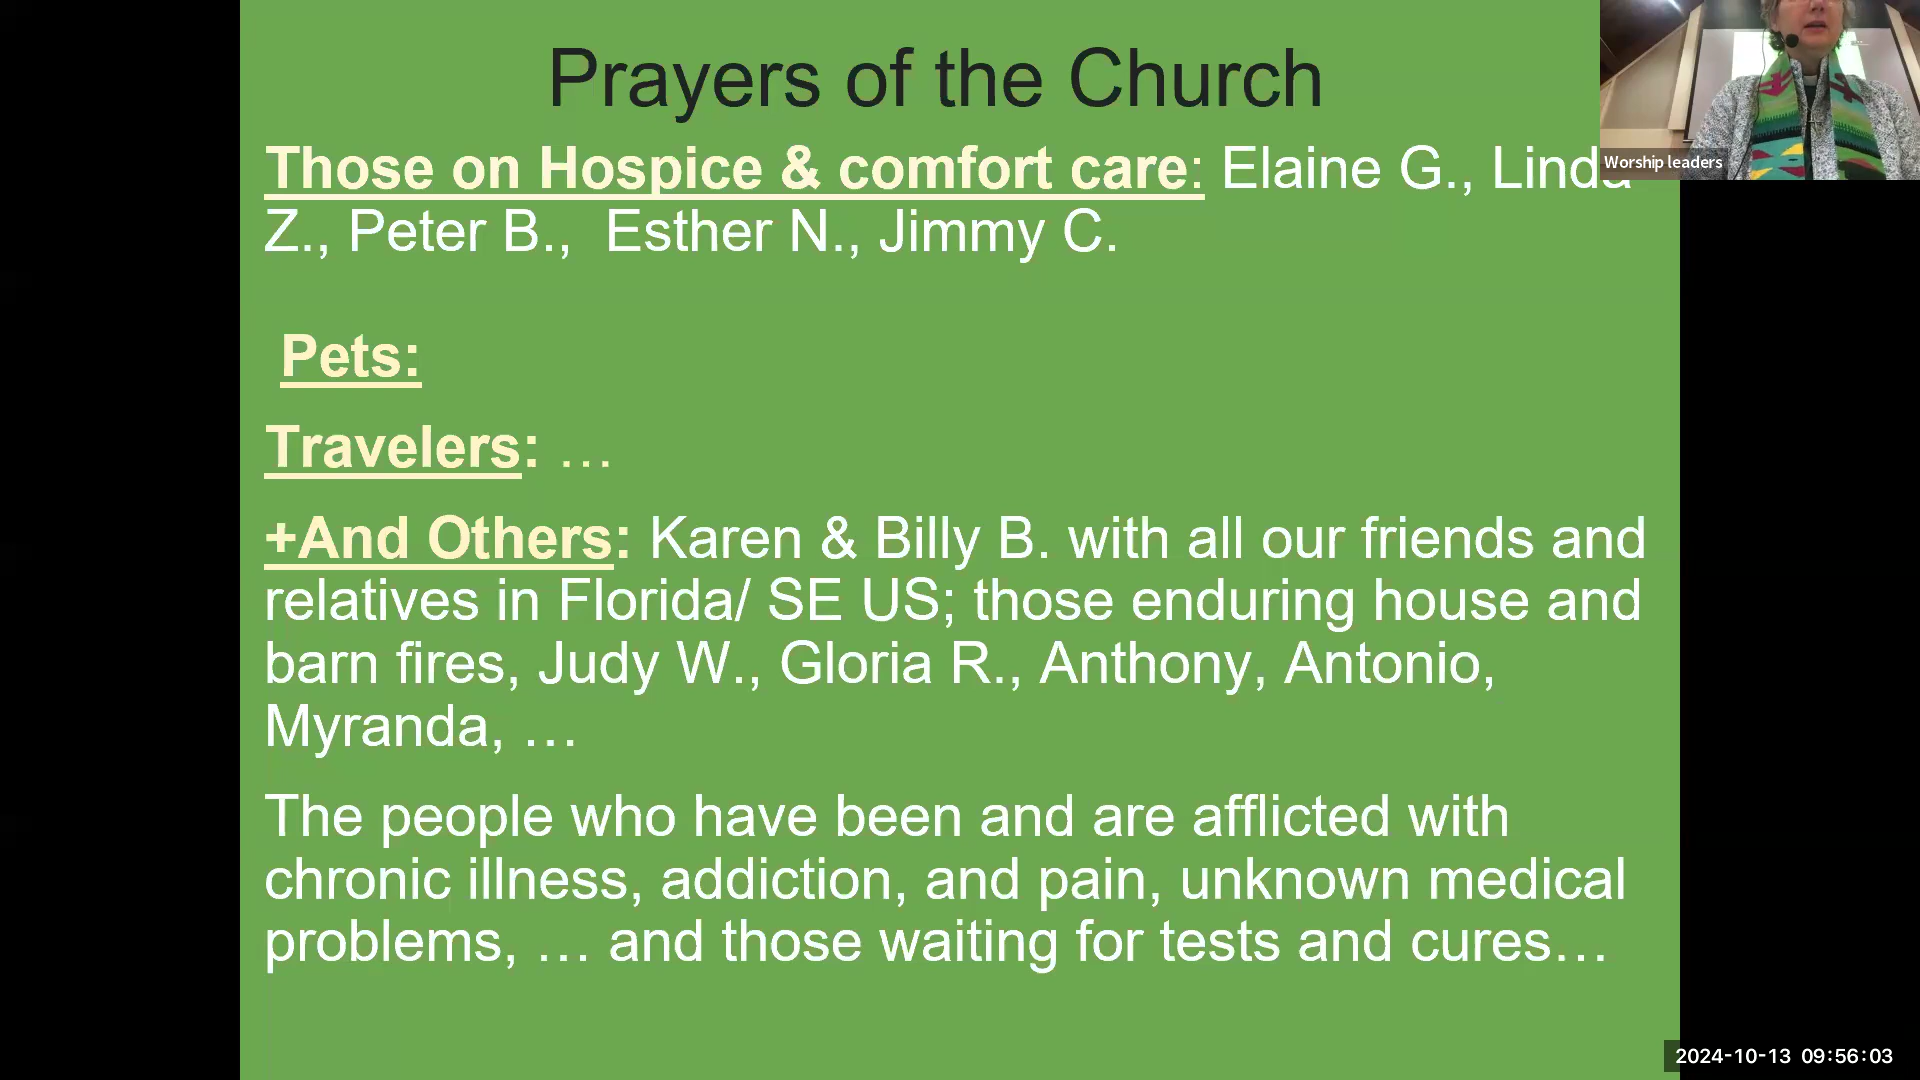 Prayers of the Church
Those on Hospice & comfort care: Elaine G., Linda
Z., Peter B.,  Esther N., Jimmy C.
Pets:
Travelers: …
+And Others: Karen & Billy B. with all our friends and
relatives in Florida/ SE US; those enduring house and
barn fires, Judy W., Gloria R., Anthony, Antonio,
Myranda, …
The people who have been and are afflicted with
chronic illness, addiction, and pain, unknown medical
problems, … and those waiting for tests and cures…
Worship leaders
2024-10-13 09:56:03